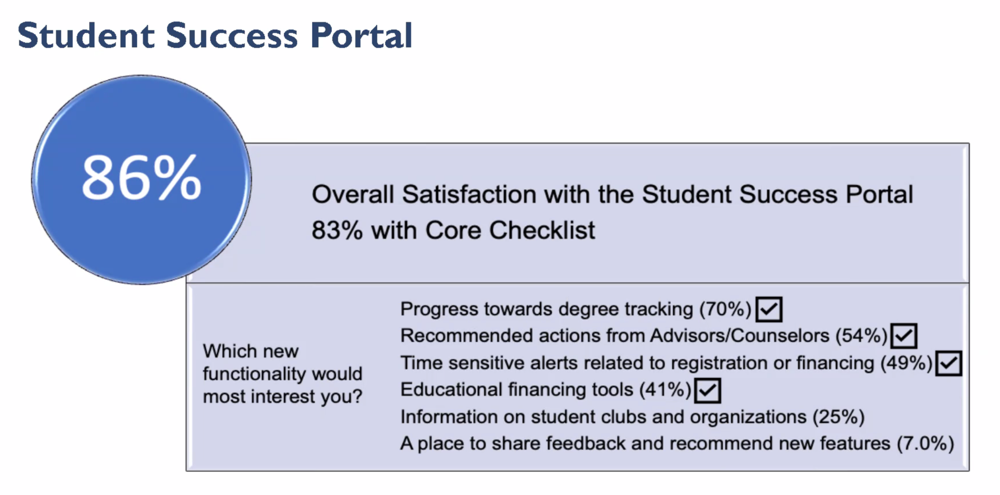 Student Success Portal
86%
Overall Satisfaction with the Student Success Portal
83% with Core Checklist
Which new
functionality would
most interest you?
Progress towards degree tracking (70%)
Recommended actions from Advisors/Counselors (54%)
Time sensitive alerts related to registration or financing (49%)
Educational financing tools (41%)
Information on student clubs and organizations (25%)
A place to share feedback and recommend new features (7.0%)